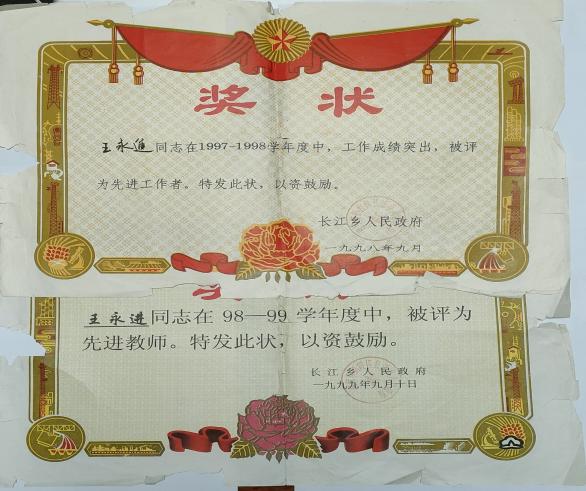 奖 状
王永进同志在1997-1998学年度中，工作成绩突出，被评
为先进工作者。特发此状，以资鼓励。
长江乡人民政府
一九九八年九月
王永进同志在 98—99 学年度中，被评为
先进教师。特发此状，以资鼓励。
长江乡人民政府
一九九九年九月十日